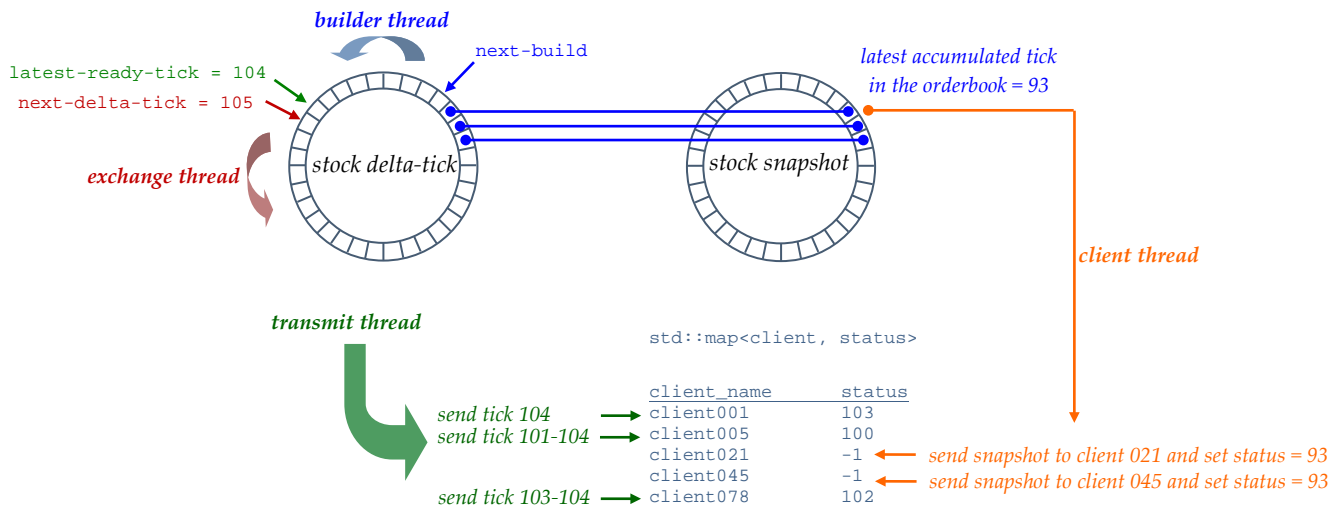 builder thread
next-build
latest-ready-tick = 104
next-delta-tick = 105
latest accumulated tick
in the orderbook = 93
stock delta-tick
stock snapshot
exchange thread
client thread
transmit thread
std::map<client, status>
client_name status
send tick 104 client001 103
send tick 101-104 client005 100
client021 -1 send snapshot to client 021 and set status = 93
client045 -1 send snapshot to client 045 and set status = 93
send tick 103-104 client078 102